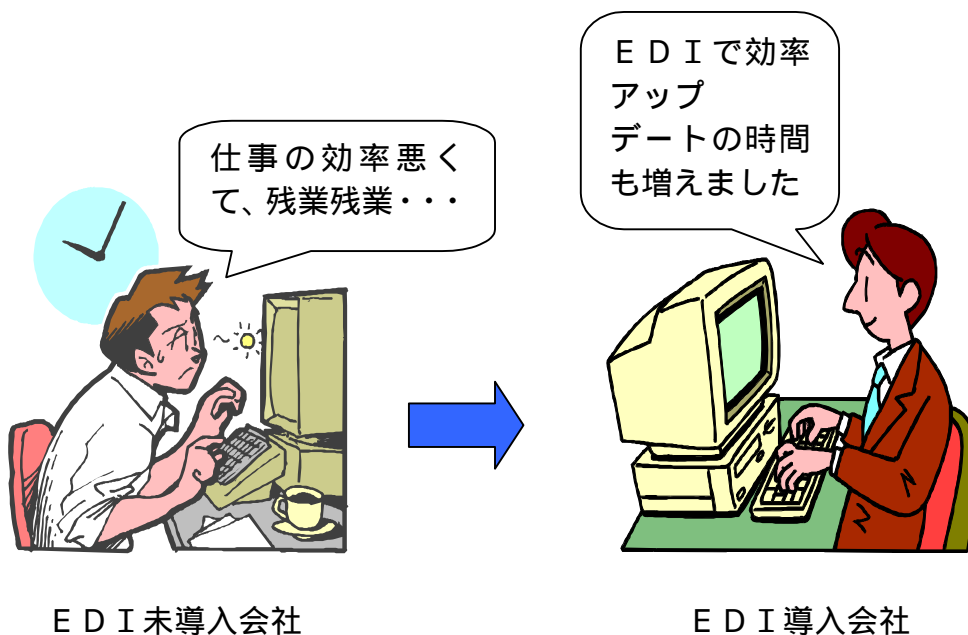 仕事の効率悪く
て、残業残業・・・
ＥＤＩで効率
アップ
デートの時間
も増えました
ＥＤＩ未導入会社
ＥＤＩ導入会社